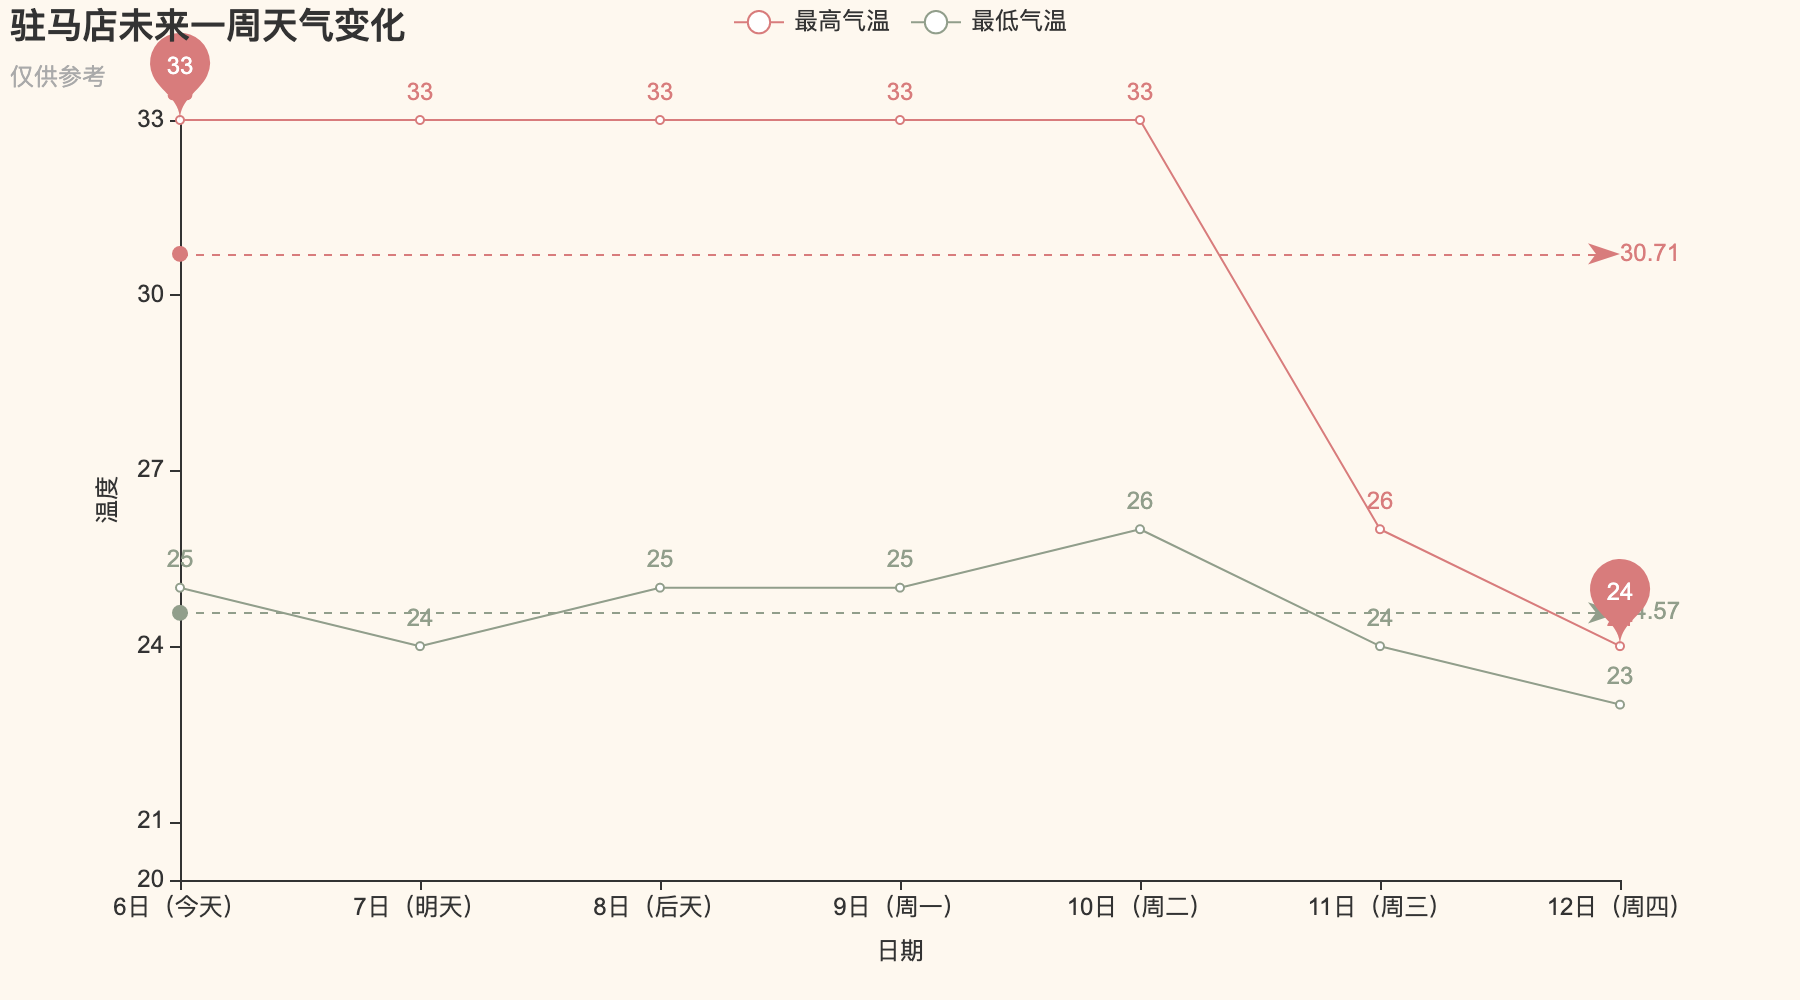 驻马店未来一周天气变化
仅供参考
最高气温
最低气温
33
33
33
33
33
33
30.71
30
27
温度
26
26
25
25
25
24
24
24
4.57
24
23
21
20
6日（今天）
7日（明天）
8日（后天）
9日（周一）
10日（周二）
11日（周三）
12日（周四）
日期